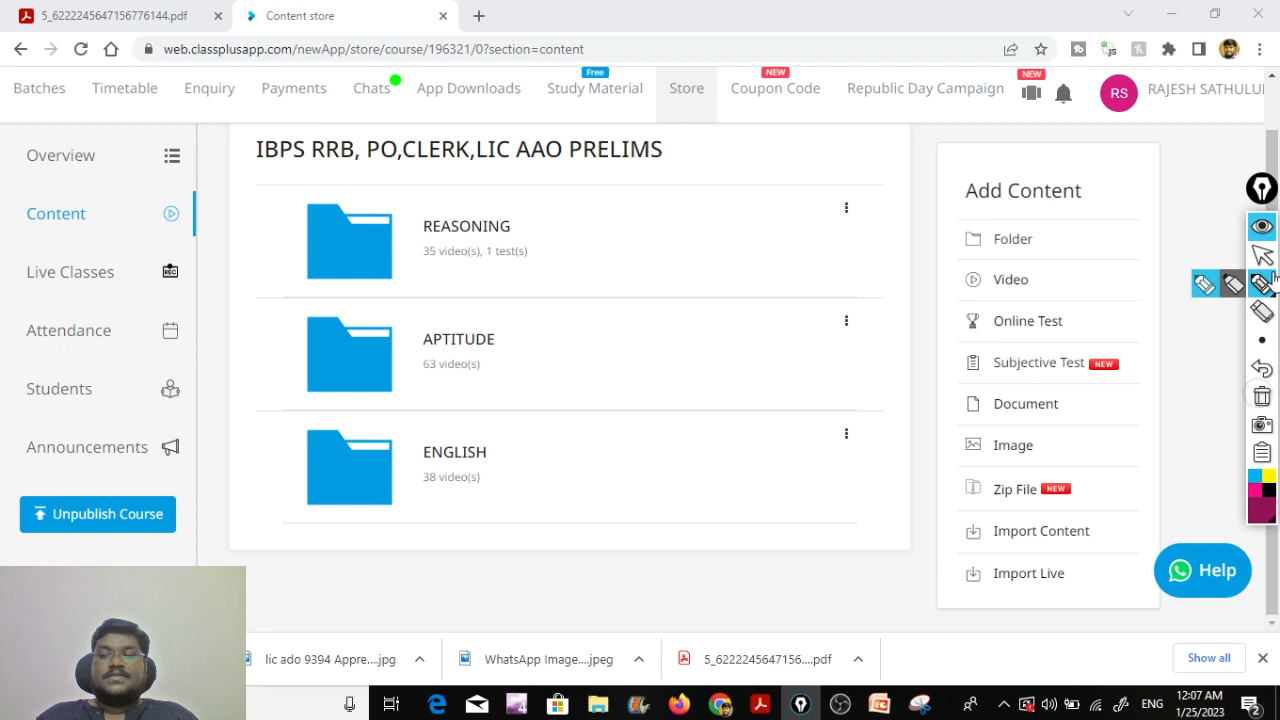 5_6222245647156776144.pdf
Content store
web.classplusapp.com/newApp/store/course/196321/0?section=content
Batches
Timetable
Enquiry
Payments
Chats
App Downloads
Free
Study Material
Store
NEW
Coupon Code
Republic Day Campaign
NEW
RS
RAJESH SATHULU
Overview
Content
Live Classes
REC
Attendance
Students
Announcements
Unpublish Course
IBPS RRB, PO,CLERK,LIC AAO PRELIMS
REASONING
35 video(s), 1 test(s)
APTITUDE
63 video(s)
ENGLISH
38 video(s)
Add Content
Folder
Video
Online Test
Subjective Test NEW
Document
Image
Zip File NEW
Import Content
Import Live
Help
lic ado 9394 Appre....jpg
WhatsApp Image....jpeg
5_6222245647156....pdf
Show all
ENG
12:07 AM
1/25/2023
2